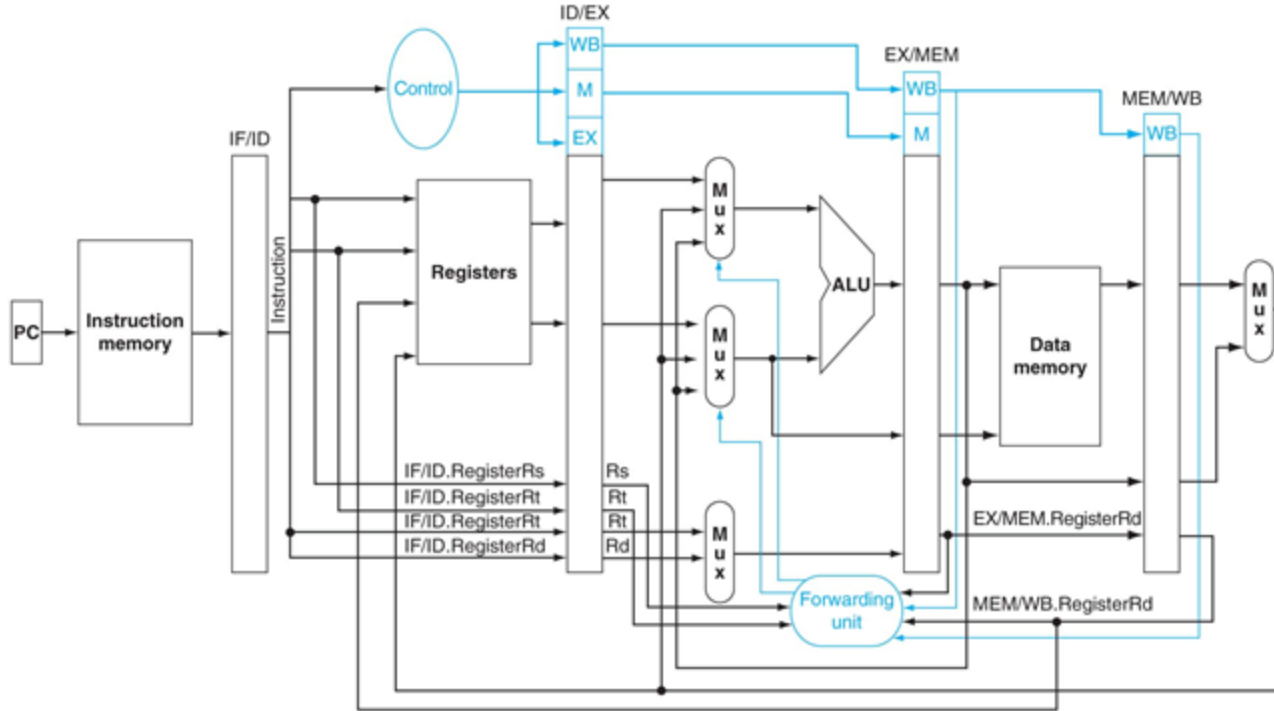 ID/EX
WB
EX/MEM
Control
M
WB
MEM/WB
IF/ID
EX
M
WB
M
u
x
Instruction
Registers
ALU
PC
Instruction
memory
M
u
x
Data
memory
M
u
x
IF/ID.RegisterRs
Rs
IF/ID.RegisterRt
Rt
IF/ID.RegisterRt
Rt
IF/ID.RegisterRd
Rd
M
u
x
EX/MEM.RegisterRd
Forwarding
unit
MEM/WB.RegisterRd